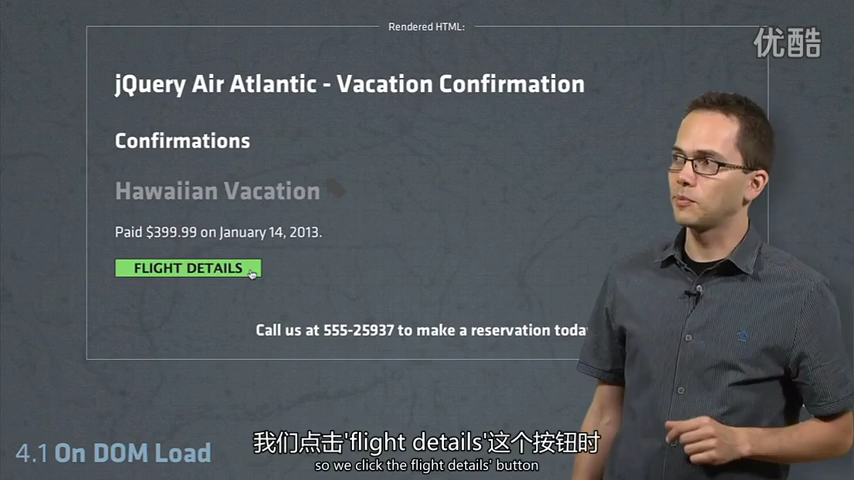 Rendered HTML:
优酷
jQuery Air Atlantic - Vacation Confirmation
Confirmations
Hawaiian Vacation
Paid $399.99 on January 14, 2013.
FLIGHT DETAILS
Call us at 555-25937 to make a reservation today
4.1 On DOM Load
我们点击'flight details'这个按钮时
so we click the flight details' button